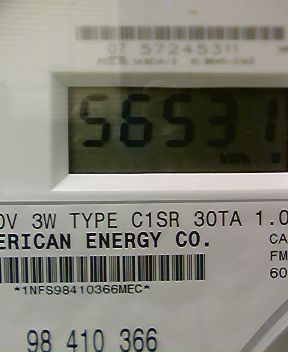 07 57245311
56531
kWh
0V 3W TYPE C1SR 30TA 1.0
ERICAN ENERGY CO.
CA
FM
60
*1NFS98410366MEC*
98 410 366